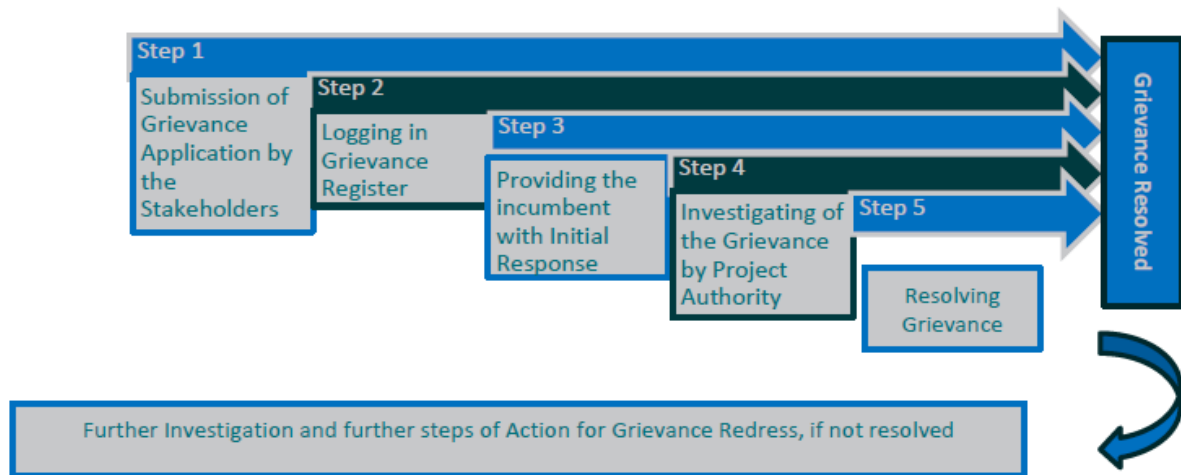 Step 1
Submission of
Grievance
Application by
the
Stakeholders
Step 2
Logging in
Grievance
Register
Step 3
Providing the
incumbent
with Initial
Response
Step 4
Investigating of
the Grievance
by Project
Authority
Step 5
Resolving
Grievance
Grievance Resolved
Further Investigation and further steps of Action for Grievance Redress, if not resolved